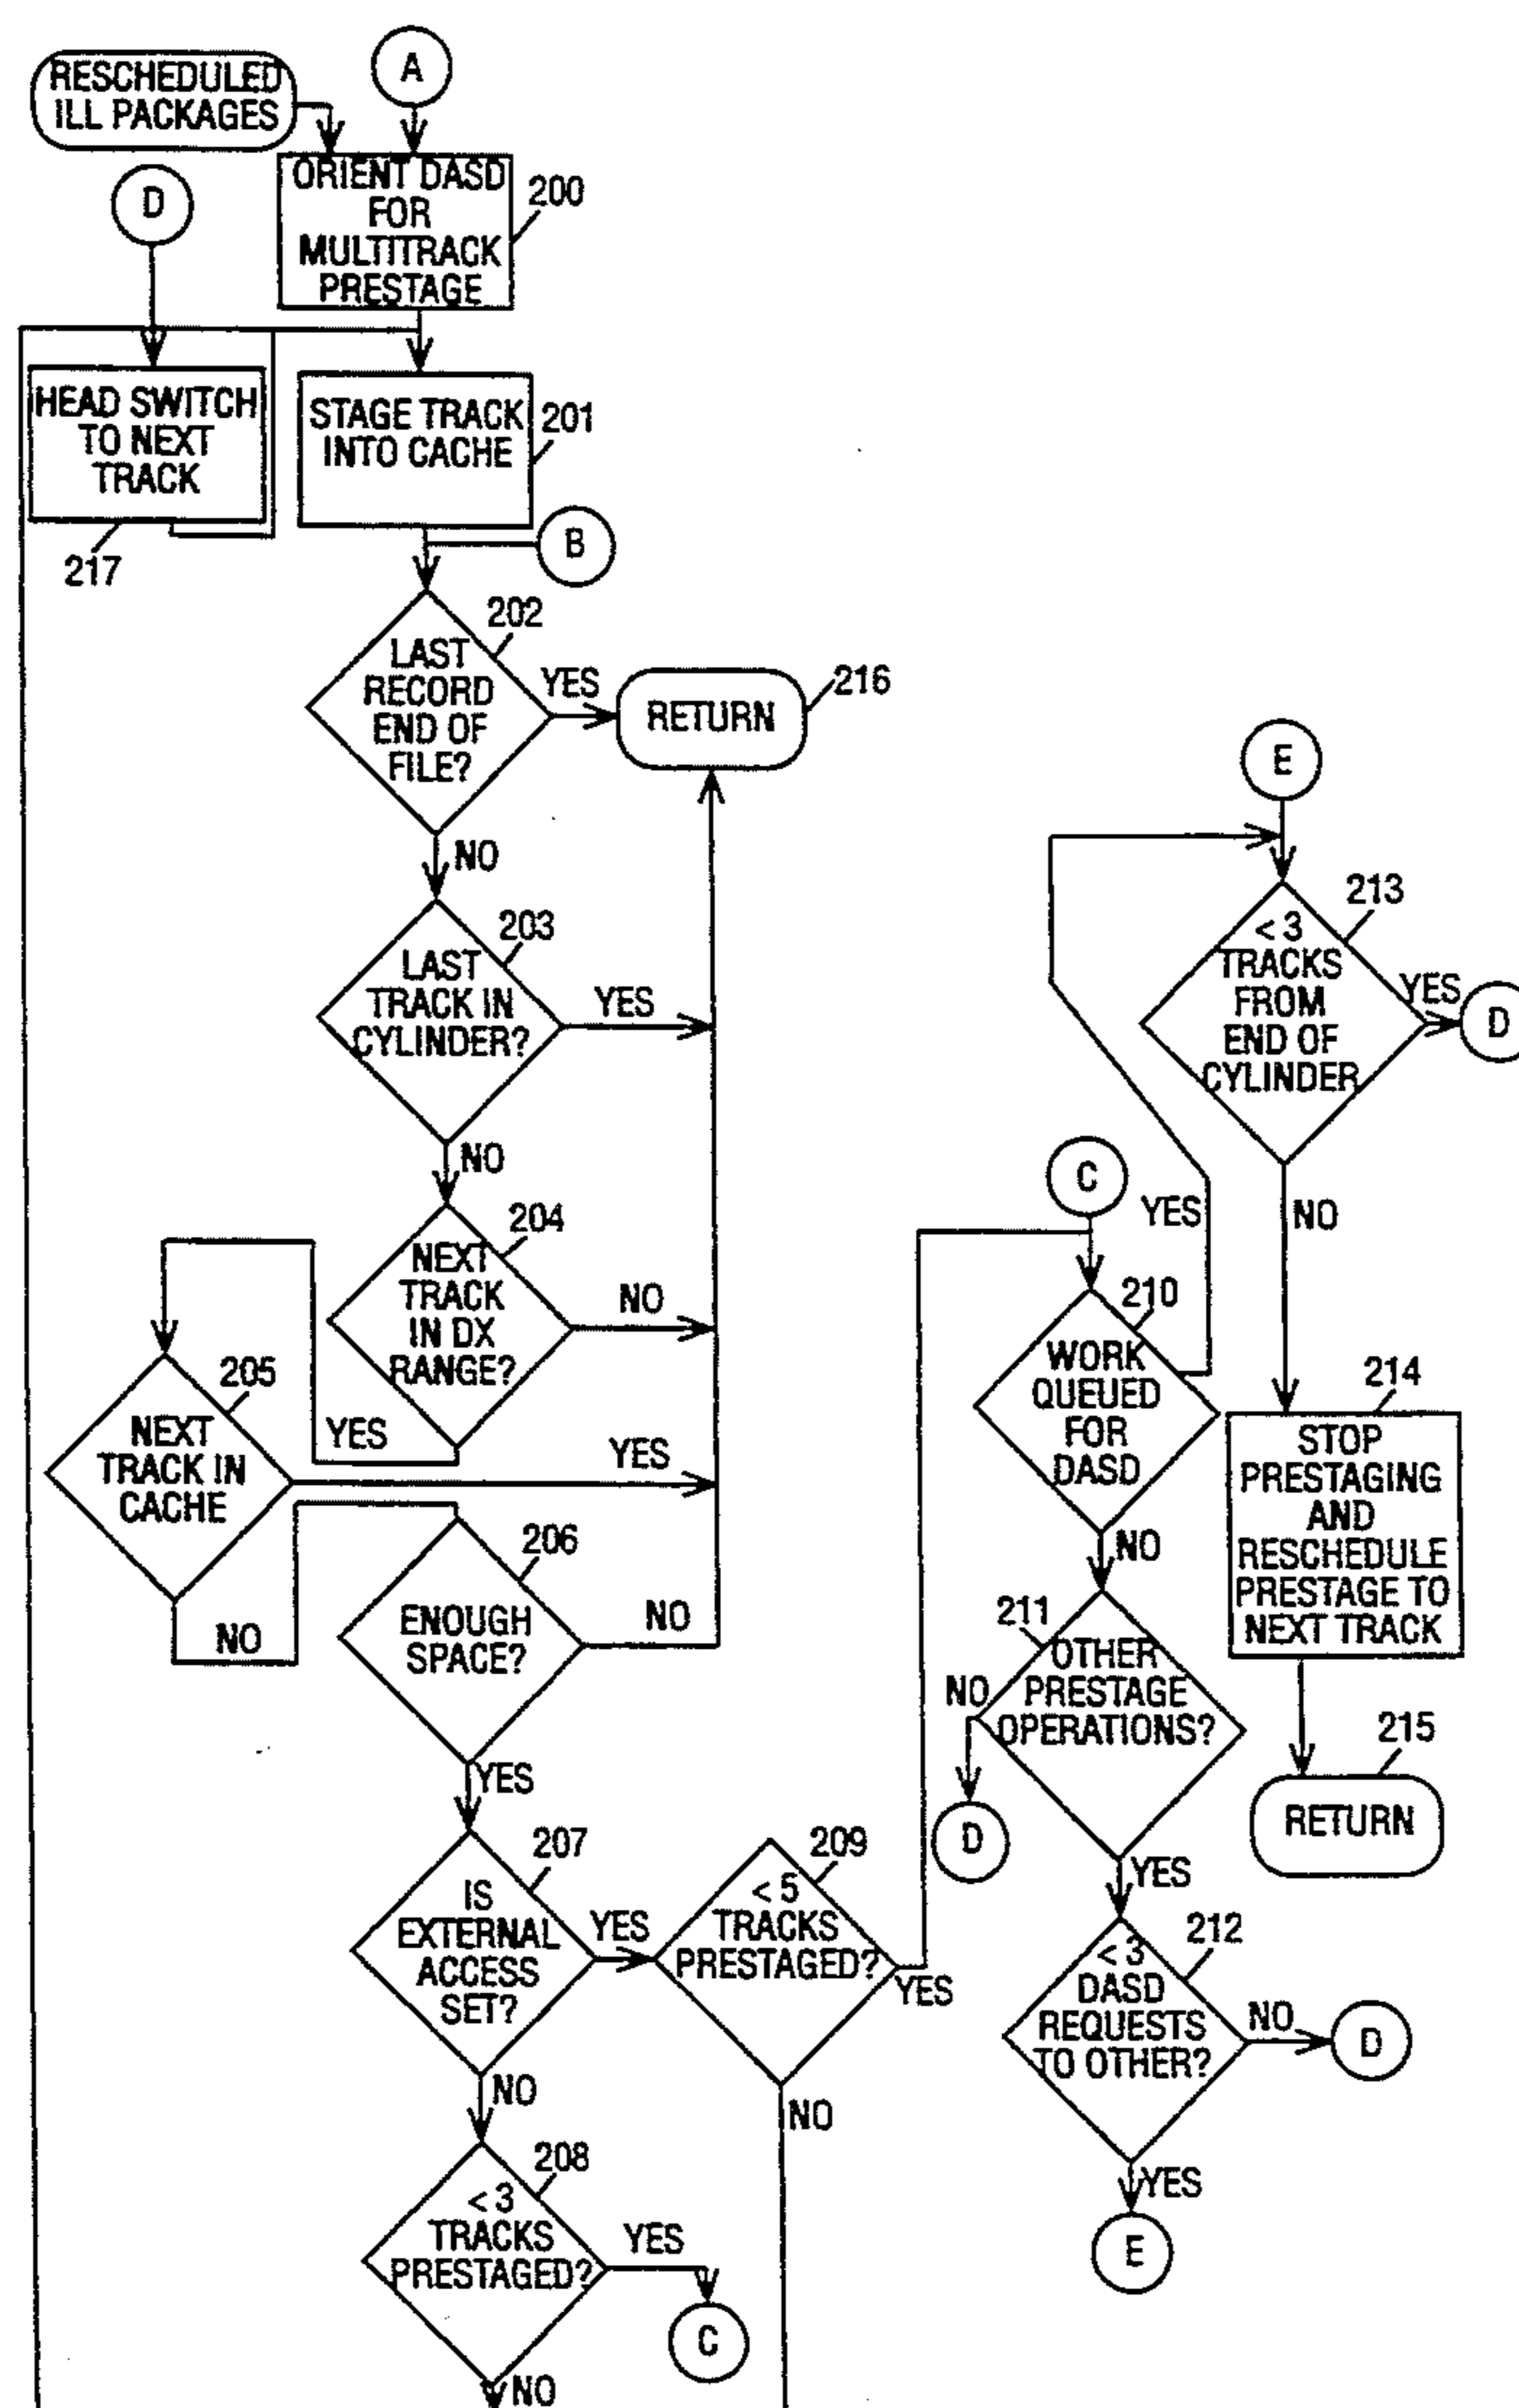 RESCHEDULED
ILL PACKAGES
A
D
ORIENT DASD
FOR
MULTITRACK
PRESTAGE
200
HEAD SWITCH
TO NEXT
TRACK
217
STAGE TRACK
INTO CACHE
201
B
202
LAST
RECORD
END OF
FILE?
YES
RETURN
216
NO
203
LAST
TRACK IN
CYLINDER?
YES
NO
204
NEXT
TRACK
IN DX
RANGE?
NO
YES
205
NEXT
TRACK IN
CACHE
YES
NO
206
ENOUGH
SPACE?
NO
YES
207
IS
EXTERNAL
ACCESS
SET?
YES
NO
209
< 5
TRACKS
PRESTAGED?
YES
NO
208
< 3
TRACKS
PRESTAGED?
YES
C
NO
C
210
WORK
QUEUED
FOR
DASD
YES
NO
211
OTHER
PRESTAGE
OPERATIONS?
NO
D
YES
212
< 3
DASD
REQUESTS
TO OTHER?
NO
D
YES
E
E
213
< 3
TRACKS
FROM
END OF
CYLINDER
YES
D
NO
214
STOP
PRESTAGING
AND
RESCHEDULE
PRESTAGE TO
NEXT TRACK
215
RETURN